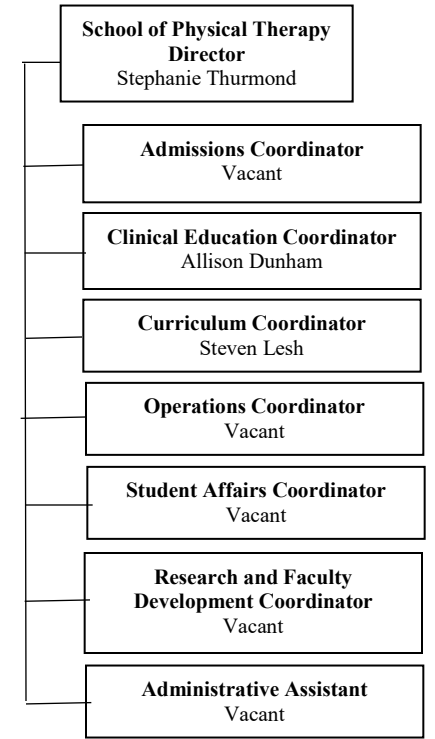 School of Physical Therapy
Director
Stephanie Thurmond
Admissions Coordinator
Vacant
Clinical Education Coordinator
Allison Dunham
Curriculum Coordinator
Steven Lesh
Operations Coordinator
Vacant
Student Affairs Coordinator
Vacant
Research and Faculty
Development Coordinator
Vacant
Administrative Assistant
Vacant